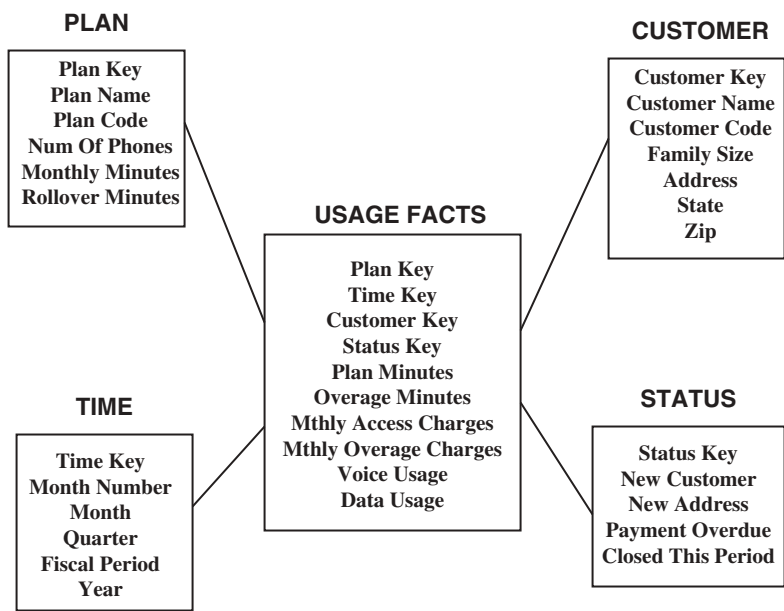 PLAN
Plan Key
Plan Name
Plan Code
Num Of Phones
Monthly Minutes
Rollover Minutes
CUSTOMER
Customer Key
Customer Name
Customer Code
Family Size
Address
State
Zip
USAGE FACTS
Plan Key
Time Key
Customer Key
Status Key
Plan Minutes
Overage Minutes
Mthly Access Charges
Mthly Overage Charges
Voice Usage
Data Usage
TIME
Time Key
Month Number
Month
Quarter
Fiscal Period
Year
STATUS
Status Key
New Customer
New Address
Payment Overdue
Closed This Period